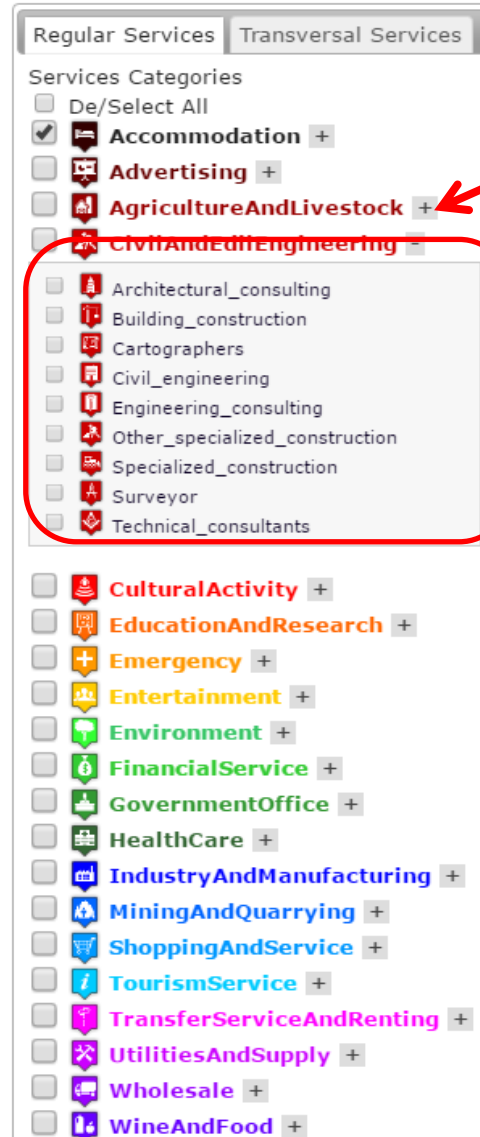 Regular Services Transversal Services
Services Categories
De/Select All
Accommodation +
Advertising +
AgricultureAndLivestock +
CivilAndEdilEngineering -
Architectural_consulting
Building_construction
Cartographers
Civil_engineering
Engineering_consulting
Other_specialized_construction
Specialized_construction
Surveyor
Technical_consultants
CulturalActivity +
EducationAndResearch +
Emergency +
Entertainment +
Environment +
FinancialService +
GovernmentOffice +
HealthCare +
IndustryAndManufacturing +
MiningAndQuarrying +
ShoppingAndService +
TourismService +
TransferServiceAndRenting +
UtilitiesAndSupply +
Wholesale +
WineAndFood +